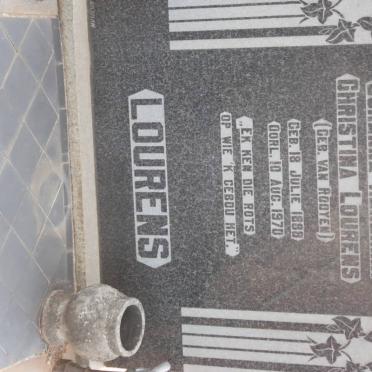 CHRISTINA LOURENS
(GEB. VAN ROOYEN)
GEB. 18 JULIE 1889
OORL. 10 AUG. 1970
„EK KEN DIE ROTS
OP WIE 'K GEBOU HET.”
LOURENS